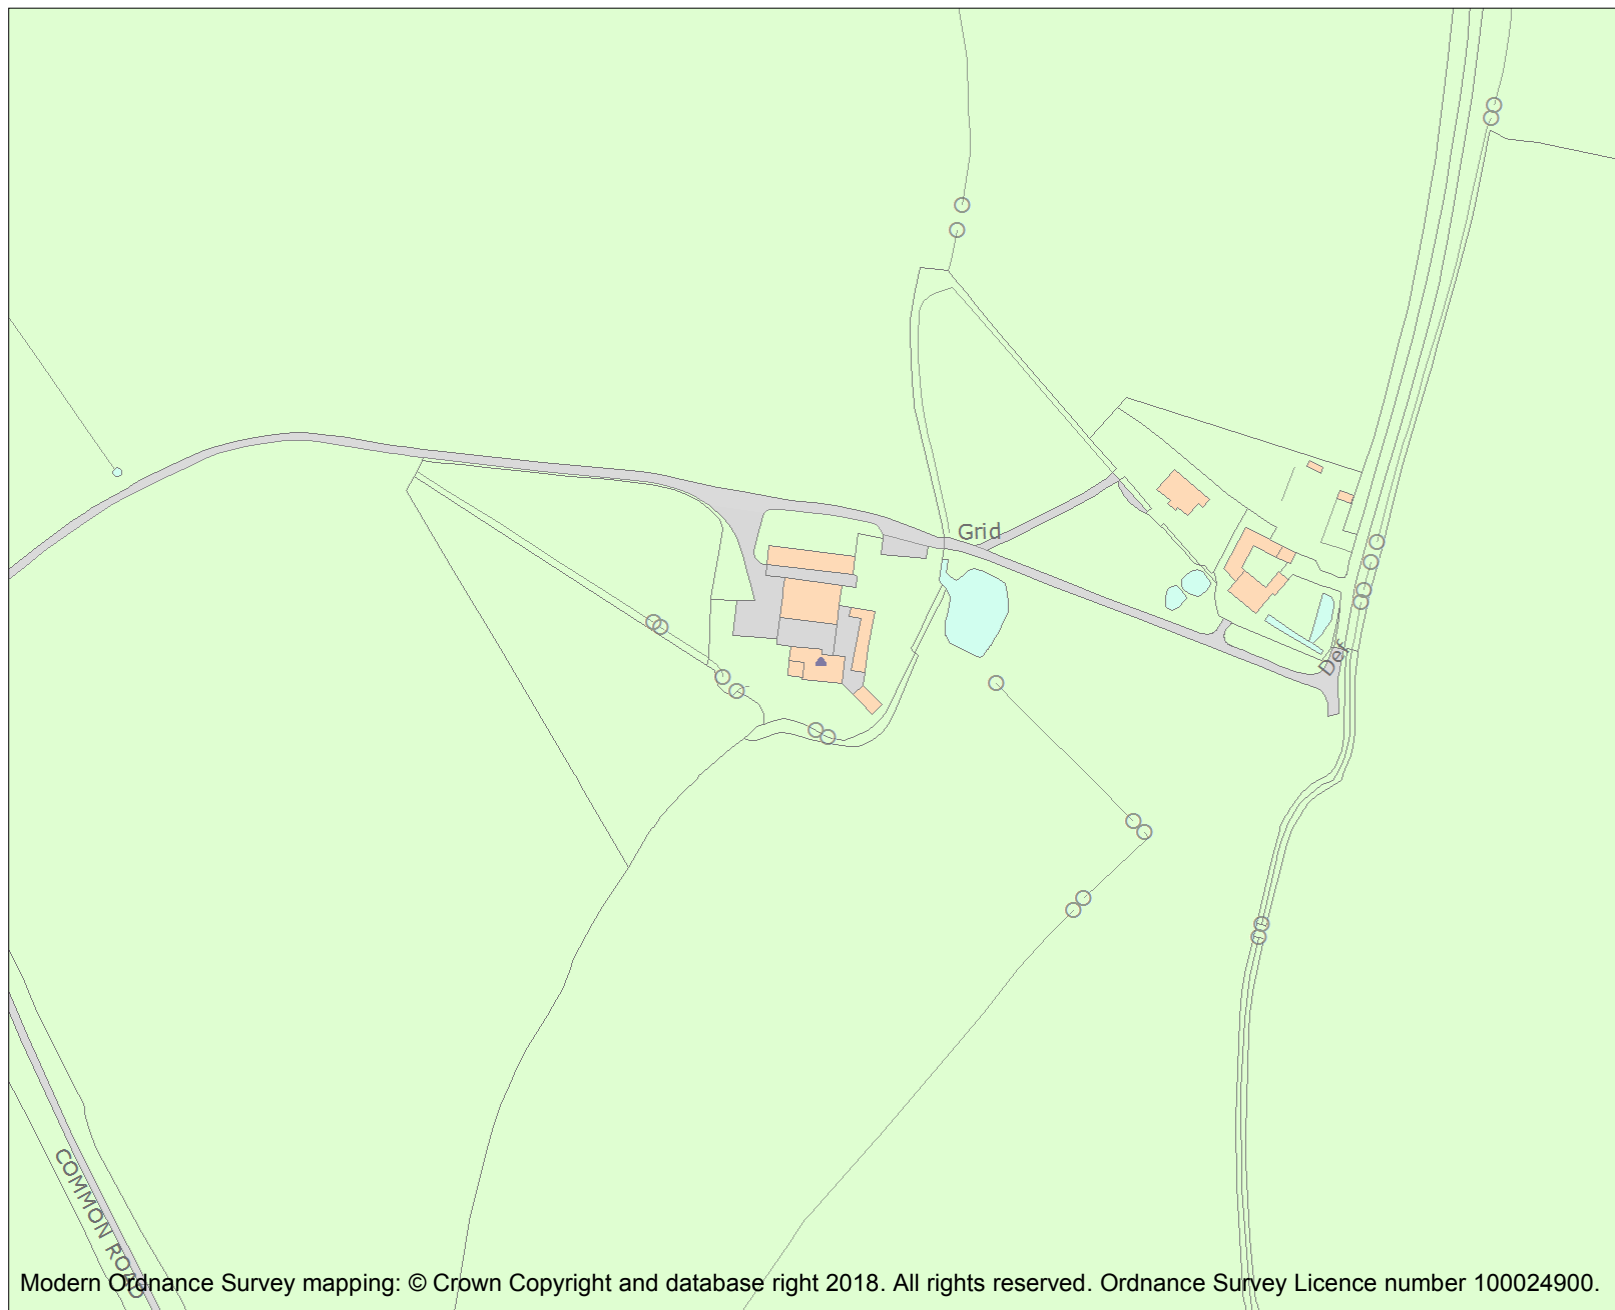 Grid
Def
COMMON ROAD
Modern Ordnance Survey mapping: © Crown Copyright and database right 2018. All rights reserved. Ordnance Survey Licence number 100024900.